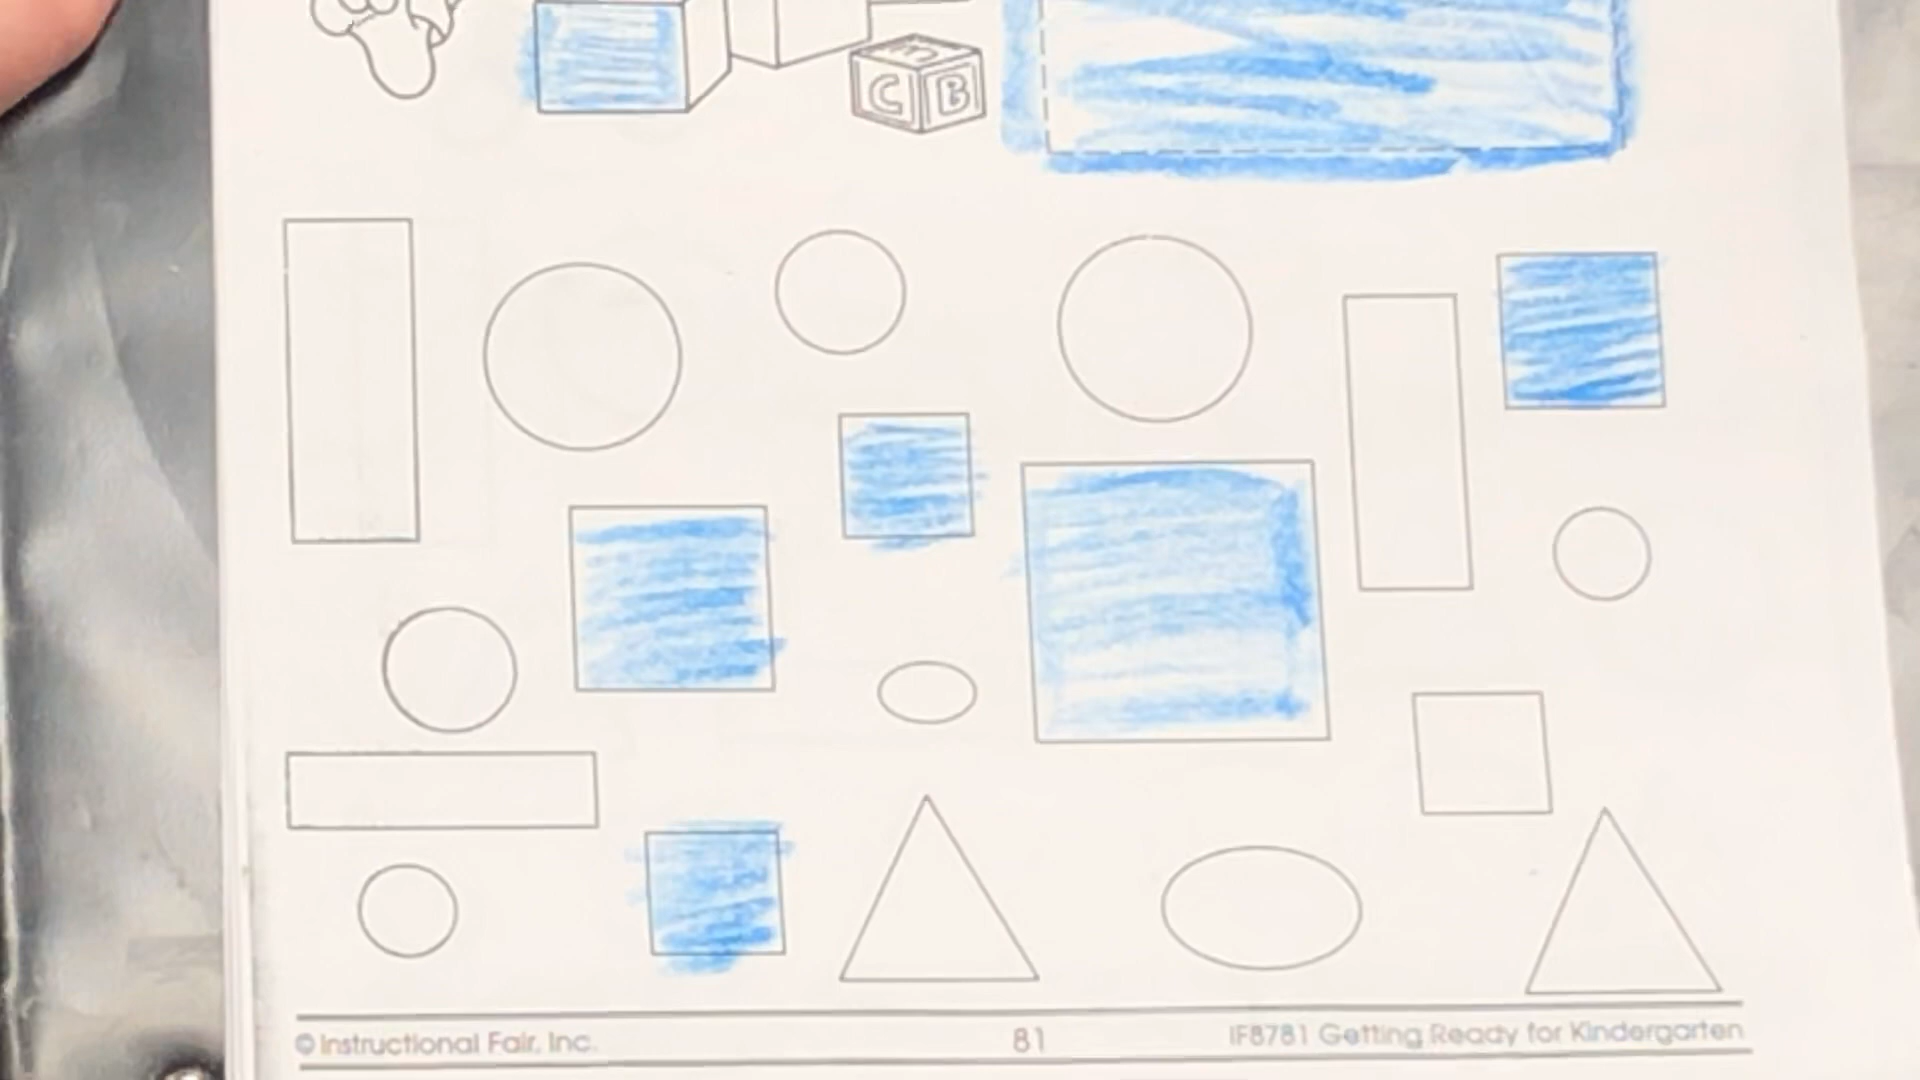 C B
© Instructional Fair, Inc.
81
IF8781 Getting Ready for Kindergarten